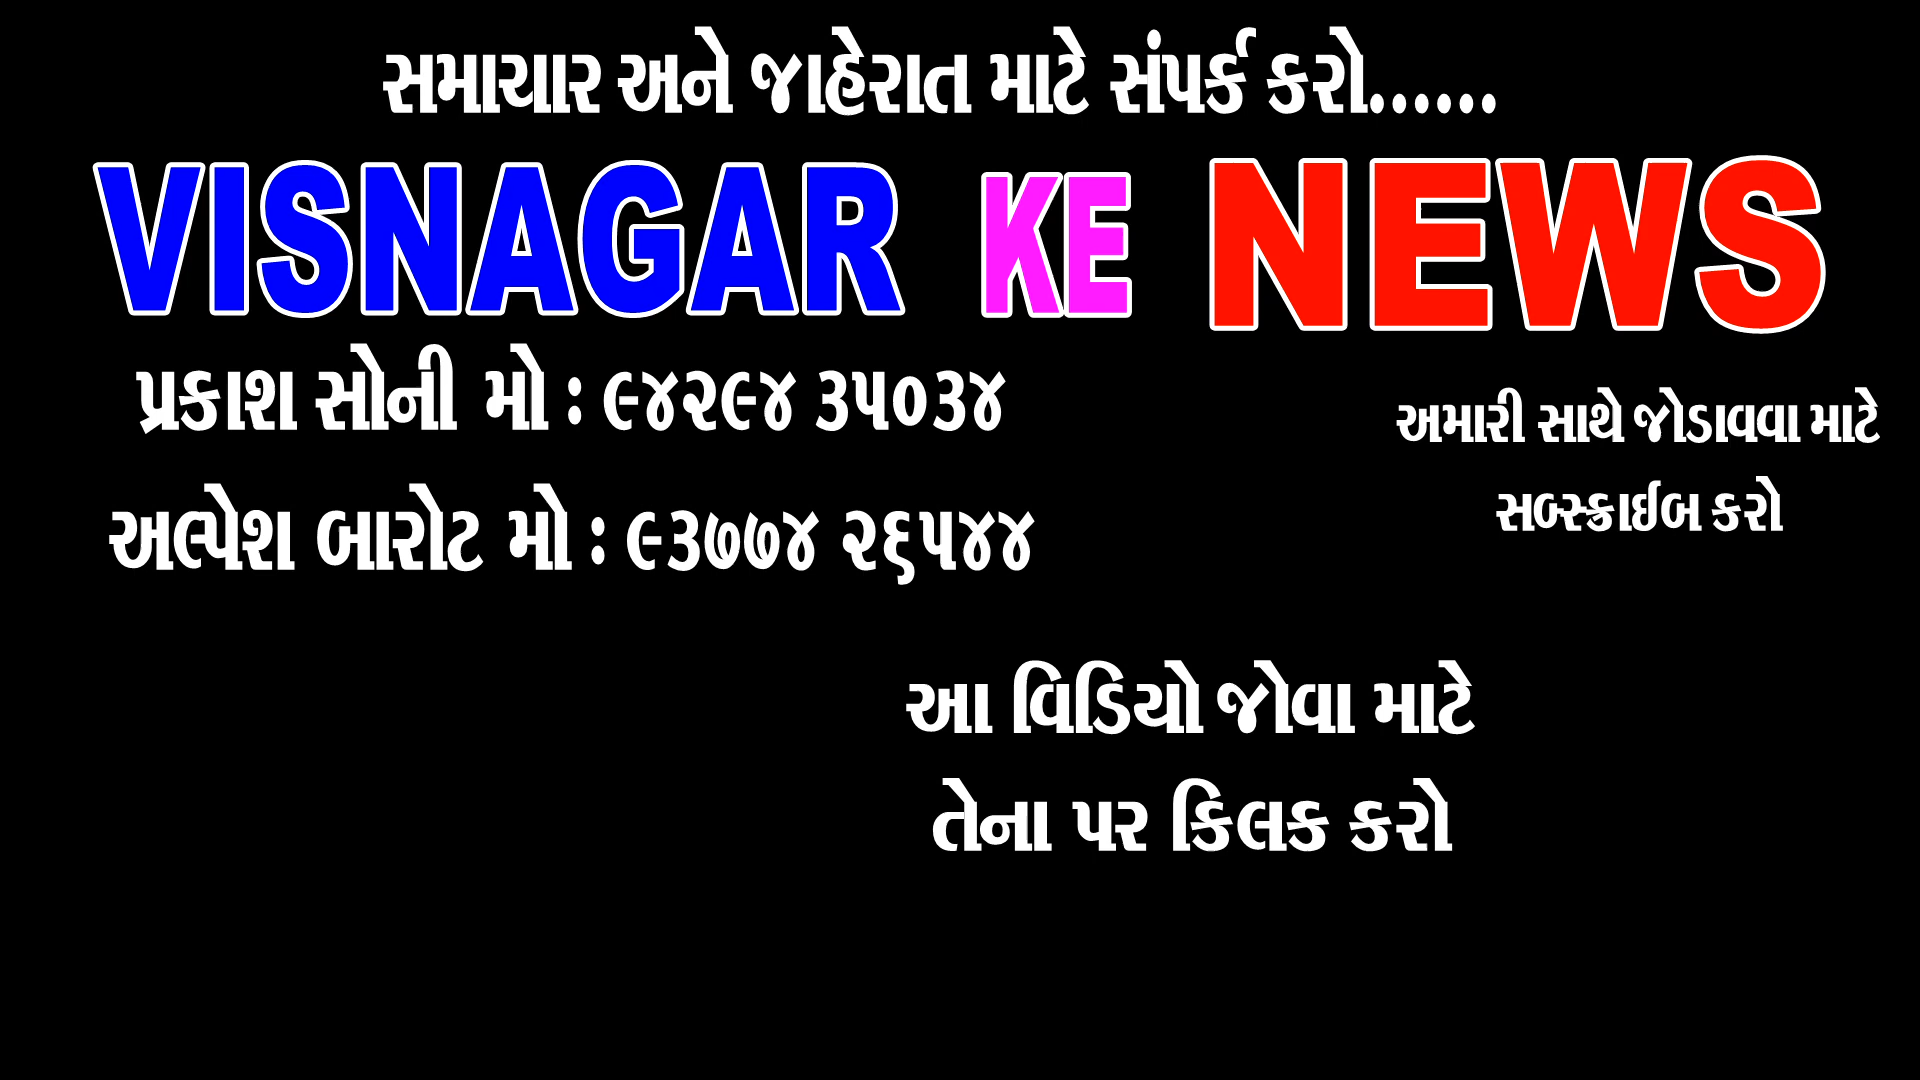 સમાચાર અને જાહેરાત માટે સંપર્ક કરો......
VISNAGAR KE NEWS
પ્રકાશ સોની મો : ૯૪૨૯૪ ૩૫૦૩૪
અલ્પેશ બારોટ મો : ૯૩૭૭૪ ૨૬૫૪૪
અમારી સાથે જોડાવવા માટે
સબ્સ્ક્રાઈબ કરો
આ વિડિયો જોવા માટે
તેના પર કિલક કરો